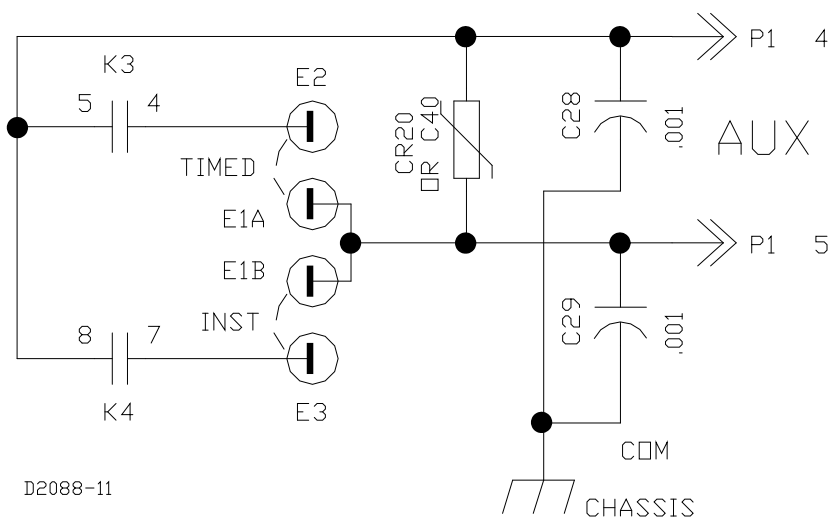 P1 4
K3
E2
5 4
TIMED
CR20
OR C40
C28
.001
AUX
E1A
E1B
P1 5
INST
C29
.001
8 7
K4
E3
COM
D2088-11
CHASSIS